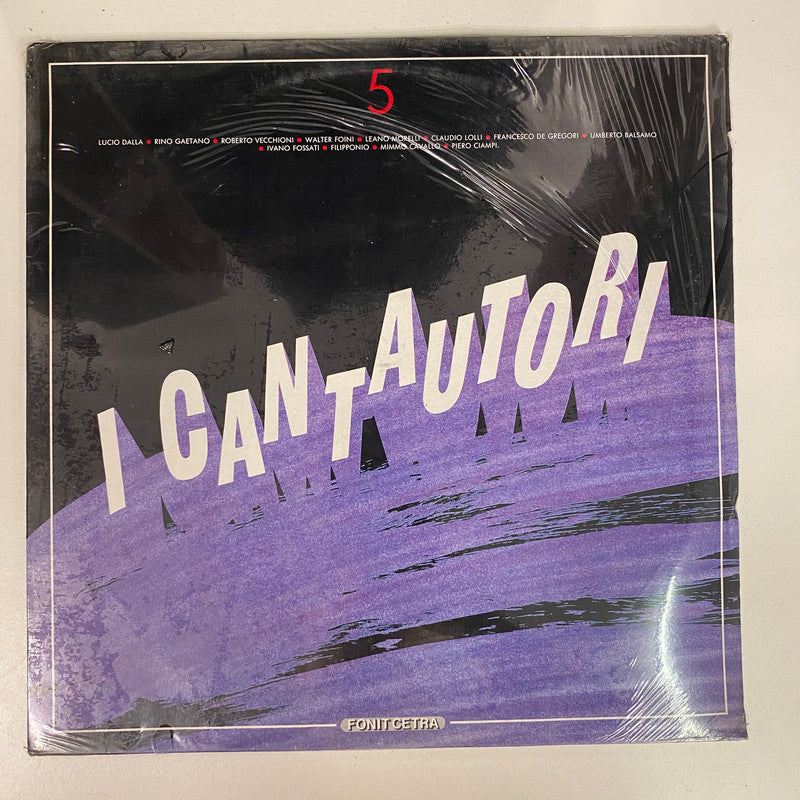 5
LUCIO DALLA • RINO GAETANO • ROBERTO VECCHIONI • WALTER FOINI • LEANO MORELLI • CLAUDIO LOLLI • FRANCESCO DE GREGORI • UMBERTO BALSAMO
• IVANO FOSSATI • FILIPPONIO • MIMMO CAVALLO • PIERO CIAMPI.
I CANTAUTORI
FONIT CETRA